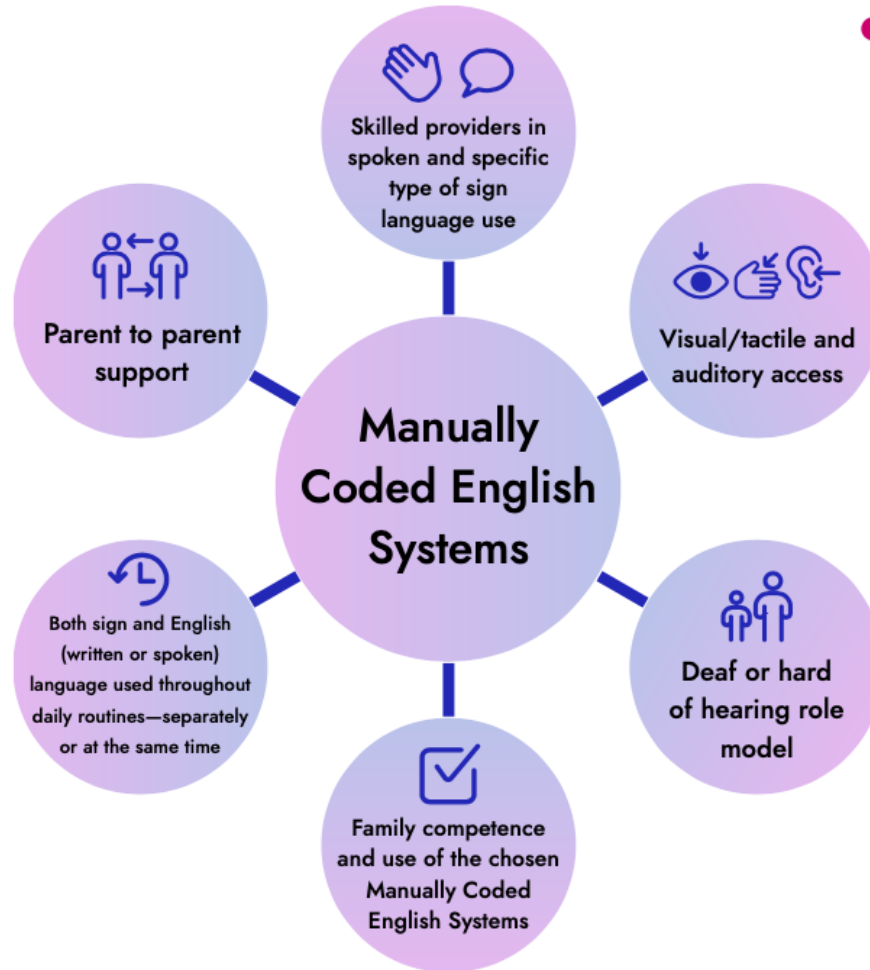 Skilled providers in
spoken and specific
type of sign
language use
Parent to parent
support
Visual/tactile and
auditory access
Manually
Coded English
Systems
Both sign and English
(written or spoken)
language used throughout
daily routines—separately
or at the same time
Deaf or hard
of hearing role
model
Family competence
and use of the chosen
Manually Coded
English Systems